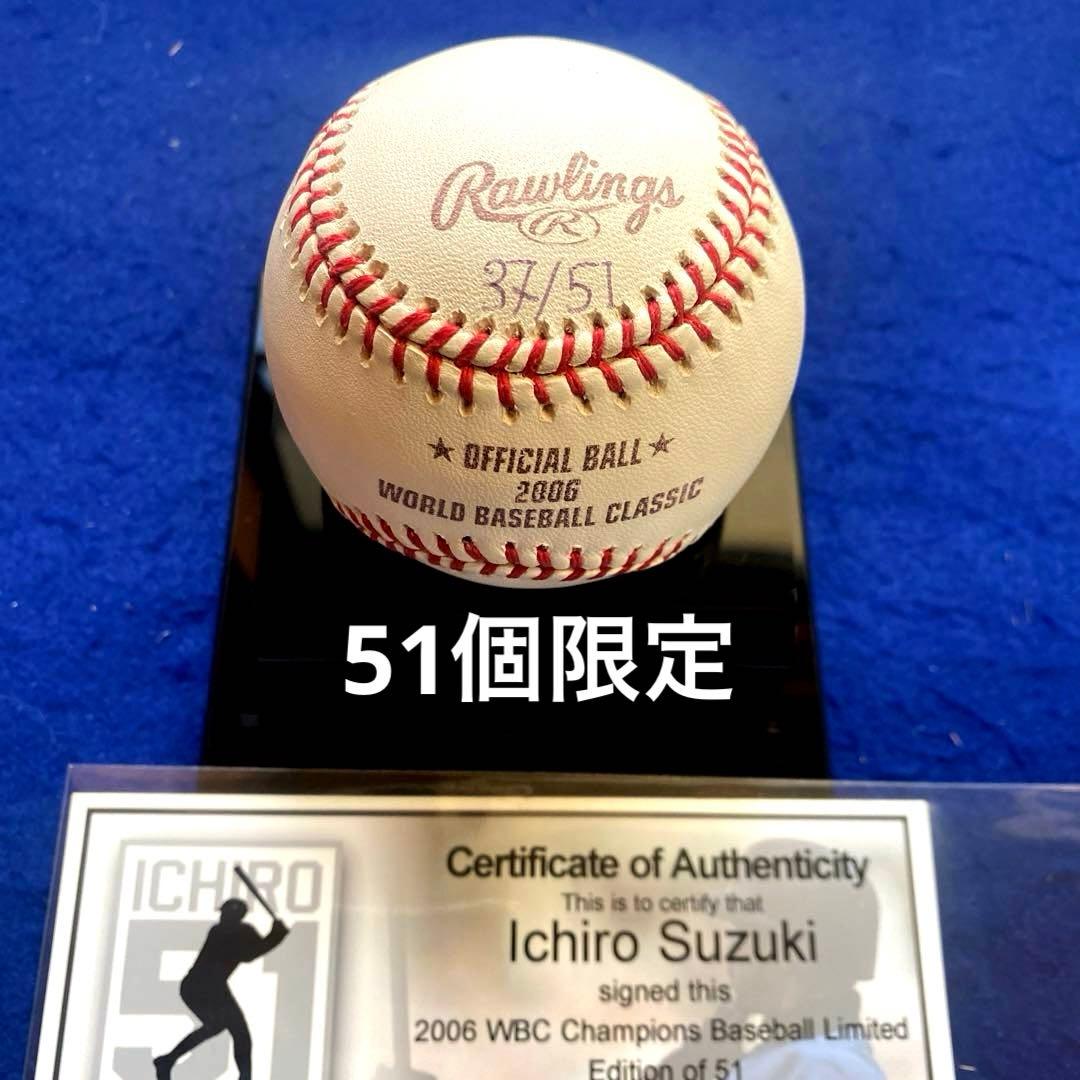 Rawlings
R
37/51
★ OFFICIAL BALL ★
2006
WORLD BASEBALL CLASSIC
51個限定
ICHIRO
51
Certificate of Authenticity
This is to certify that
Ichiro Suzuki
signed this
2006 WBC Champions Baseball Limited
Edition of 51